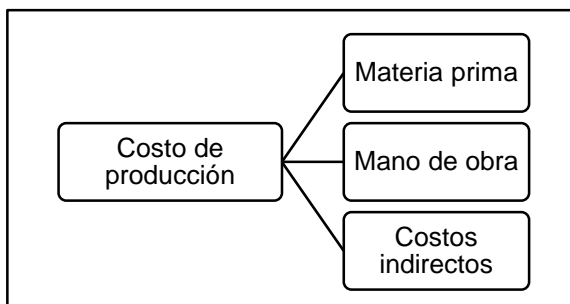 Costo de
producción
Materia prima
Mano de obra
Costos
indirectos